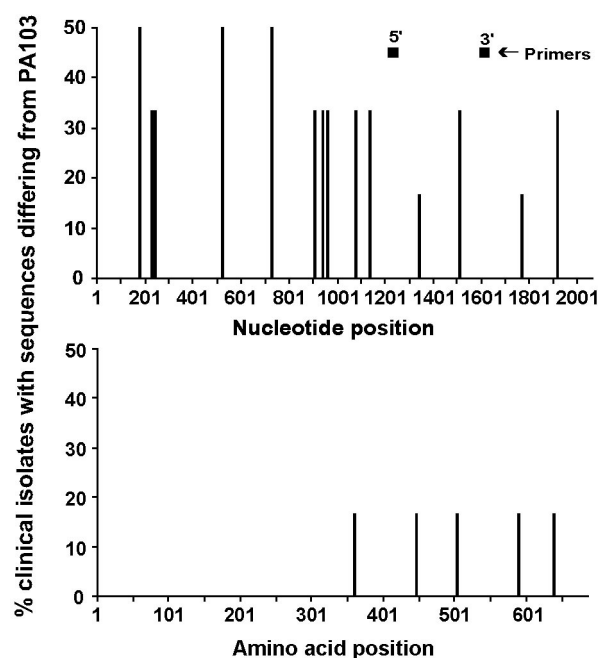 % clinical isolates with sequences differing from PA103
50
40
30
20
10
0
5' 3'
← Primers
1 201 401 601 801 1001 1201 1401 1601 1801 2001
Nucleotide position
50
40
30
20
10
0
1 101 201 301 401 501 601
Amino acid position